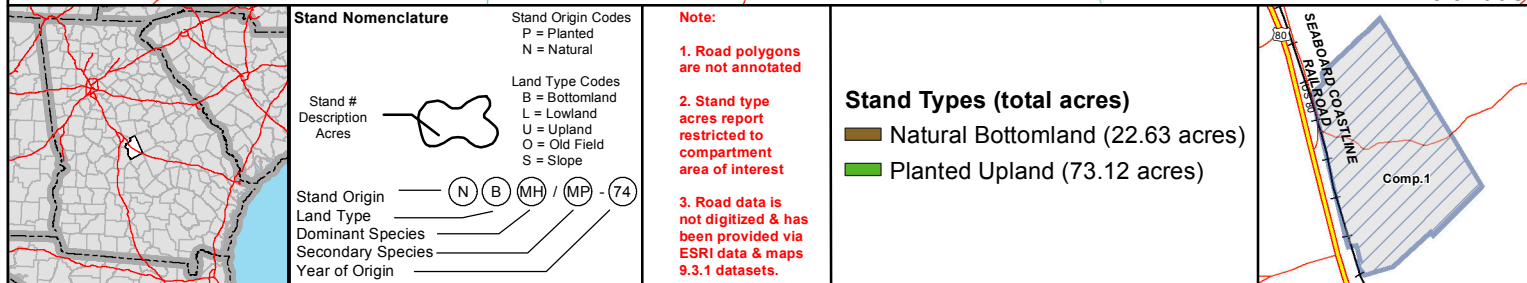 Stand Nomenclature
Stand Origin Codes
P = Planted
N = Natural
Land Type Codes
B = Bottomland
L = Lowland
U = Upland
O = Old Field
S = Slope
Stand #
Description
Acres
N B MH / MP - 74
Stand Origin
Land Type
Dominant Species
Secondary Species
Year of Origin
Note:
1. Road polygons
are not annotated
2. Stand type
acres report
restricted to
compartment
area of interest
3. Road data is
not digitized & has
been provided via
ESRI data & maps
9.3.1 datasets.
Stand Types (total acres)
Natural Bottomland (22.63 acres)
Planted Upland (73.12 acres)
80
SEABOARD COASTLINE
RAILROAD
US 80
Comp.1